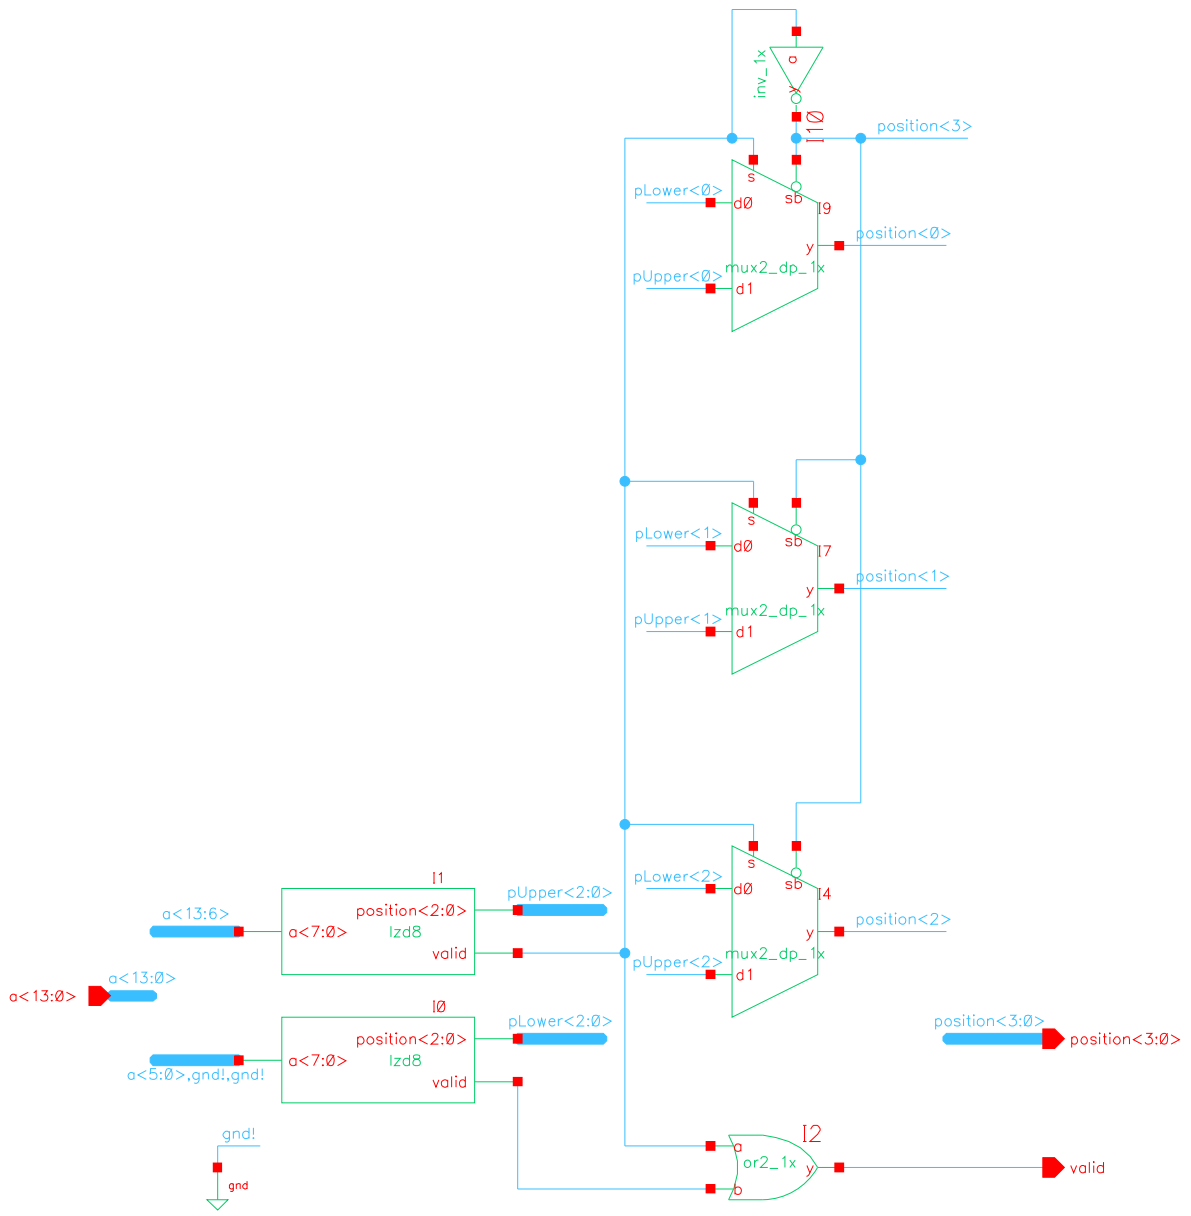 inv_1x
a
y
I10
position<3>
s
sb
pLower<0>
d0
I9
y
position<0>
mux2_dp_1x
pUpper<0>
d1
s
sb
pLower<1>
d0
I7
y
position<1>
mux2_dp_1x
pUpper<1>
d1
s
sb
pLower<2>
d0
I4
y
position<2>
mux2_dp_1x
pUpper<2>
d1
I1
a<13:6>
a<7:0>
position<2:0>
lzd8
valid
pUpper<2:0>
a<13:0>
a<13:0>
I0
a<5:0>,gnd!,gnd!
a<7:0>
position<2:0>
lzd8
valid
pLower<2:0>
position<3:0>
position<3:0>
gnd!
gnd
I2
a
or2_1x
y
b
valid